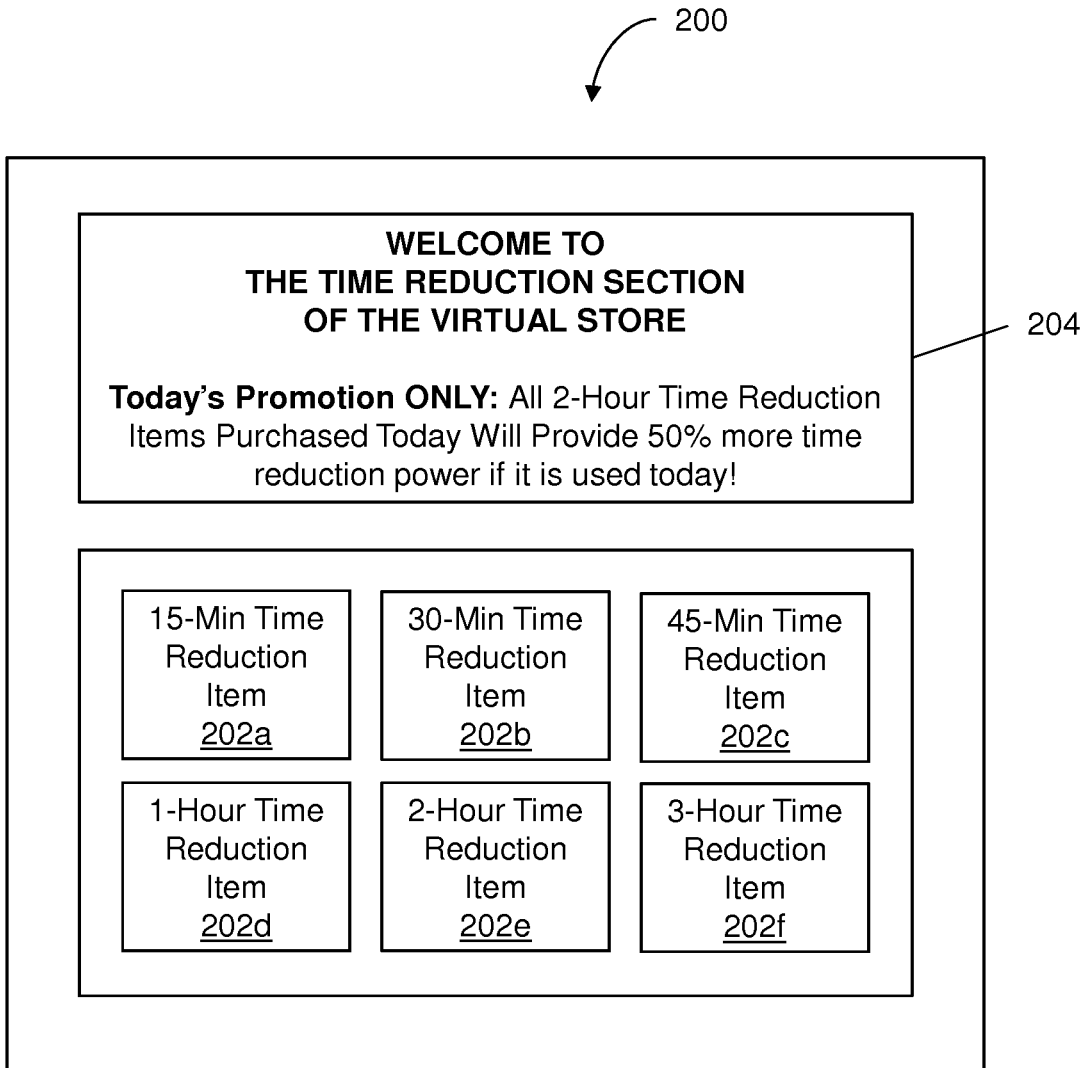 200
WELCOME TO
THE TIME REDUCTION SECTION
OF THE VIRTUAL STORE
204
Today's Promotion ONLY: All 2-Hour Time Reduction
Items Purchased Today Will Provide 50% more time
reduction power if it is used today!
15-Min Time
Reduction
Item
202a
30-Min Time
Reduction
Item
202b
45-Min Time
Reduction
Item
202c
1-Hour Time
Reduction
Item
202d
2-Hour Time
Reduction
Item
202e
3-Hour Time
Reduction
Item
202f